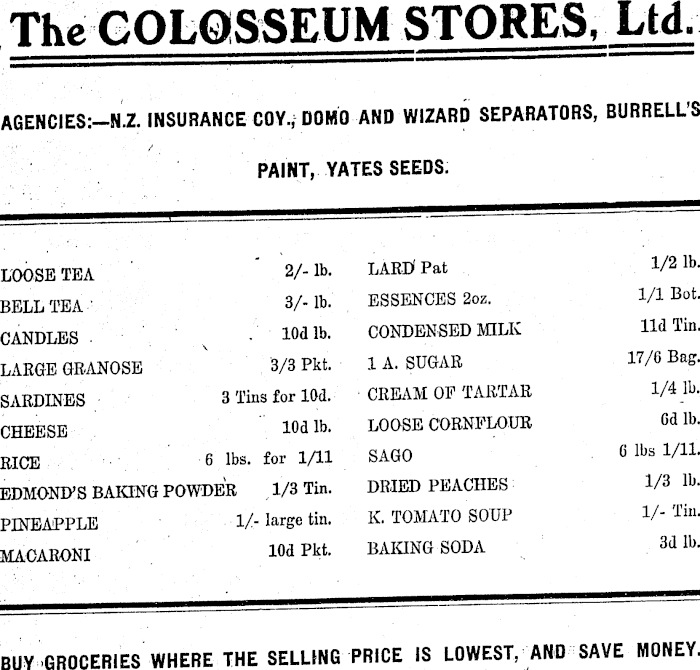 The COLOSSEUM STORES, Ltd.
AGENCIES:—N.Z. INSURANCE COY., DOMO AND WIZARD SEPARATORS, BURRELL'S
PAINT, YATES SEEDS.
LOOSE TEA 2/- lb.
BELL TEA 3/- lb.
CANDLES 10d lb.
LARGE GRANOSE 3/3 Pkt.
SARDINES 3 Tins for 10d.
CHEESE 10d lb.
RICE 6 lbs. for 1/11
EDMOND'S BAKING POWDER 1/3 Tin.
PINEAPPLE 1/- large tin.
MACARONI 10d Pkt.
LARD Pat 1/2 lb.
ESSENCES 2oz. 1/1 Bot.
CONDENSED MILK 11d Tin.
1 A. SUGAR 17/6 Bag.
CREAM OF TARTAR 1/4 lb.
LOOSE CORNFLOUR 6d lb.
SAGO 6 lbs 1/11.
DRIED PEACHES 1/3 lb.
K. TOMATO SOUP 1/- Tin.
BAKING SODA 3d lb.
BUY GROCERIES WHERE THE SELLING PRICE IS LOWEST, AND SAVE MONEY.